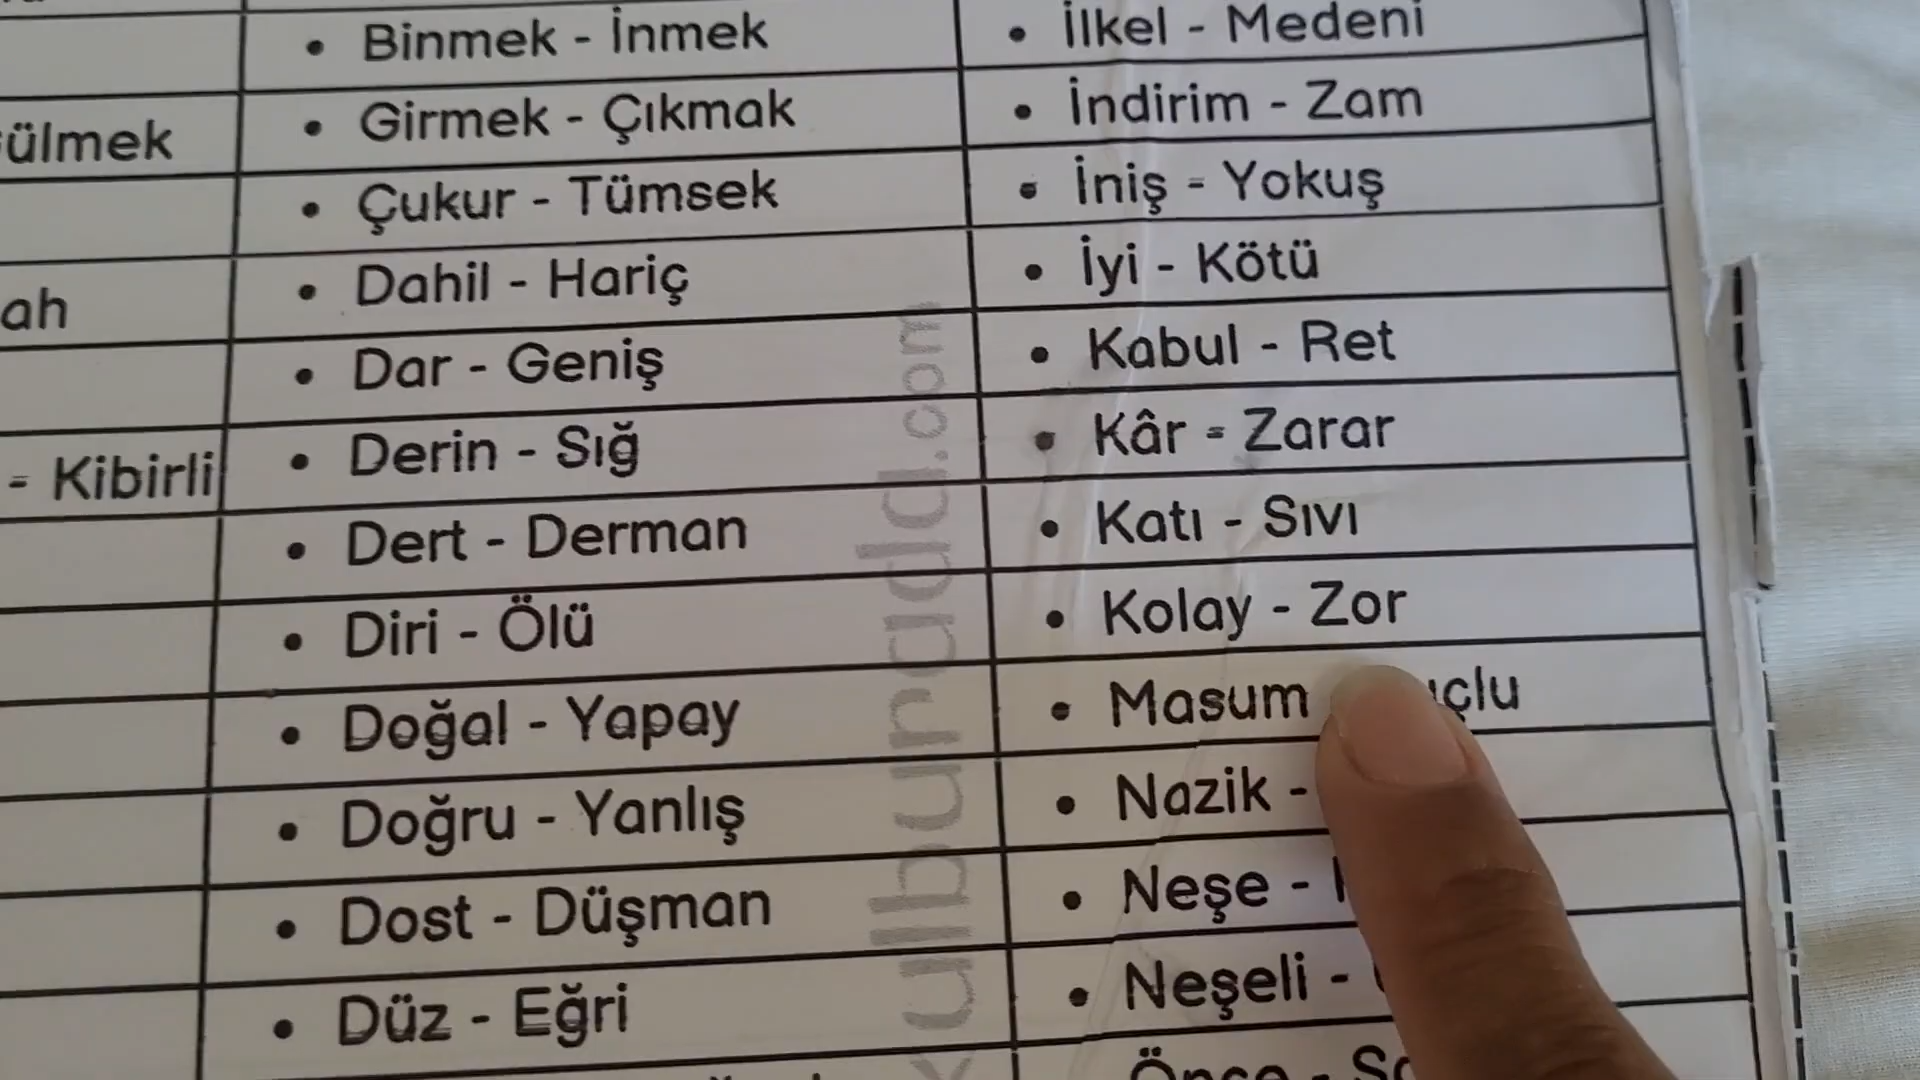 ülmek
ah
- Kibirli
• Binmek - İnmek
• Girmek - Çıkmak
• Çukur - Tümsek
• Dahil - Hariç
• Dar - Geniş
• Derin - Sığ
• Dert - Derman
• Diri - Ölü
• Doğal - Yapay
• Doğru - Yanlış
• Dost - Düşman
• Düz - Eğri
• İlkel - Medeni
• İndirim - Zam
• İniş - Yokuş
• İyi - Kötü
• Kabul - Ret
• Kâr - Zarar
• Katı - Sıvı
• Kolay - Zor
• Masum
• Nazik -
• Neşe -
• Neşeli -
Önce -